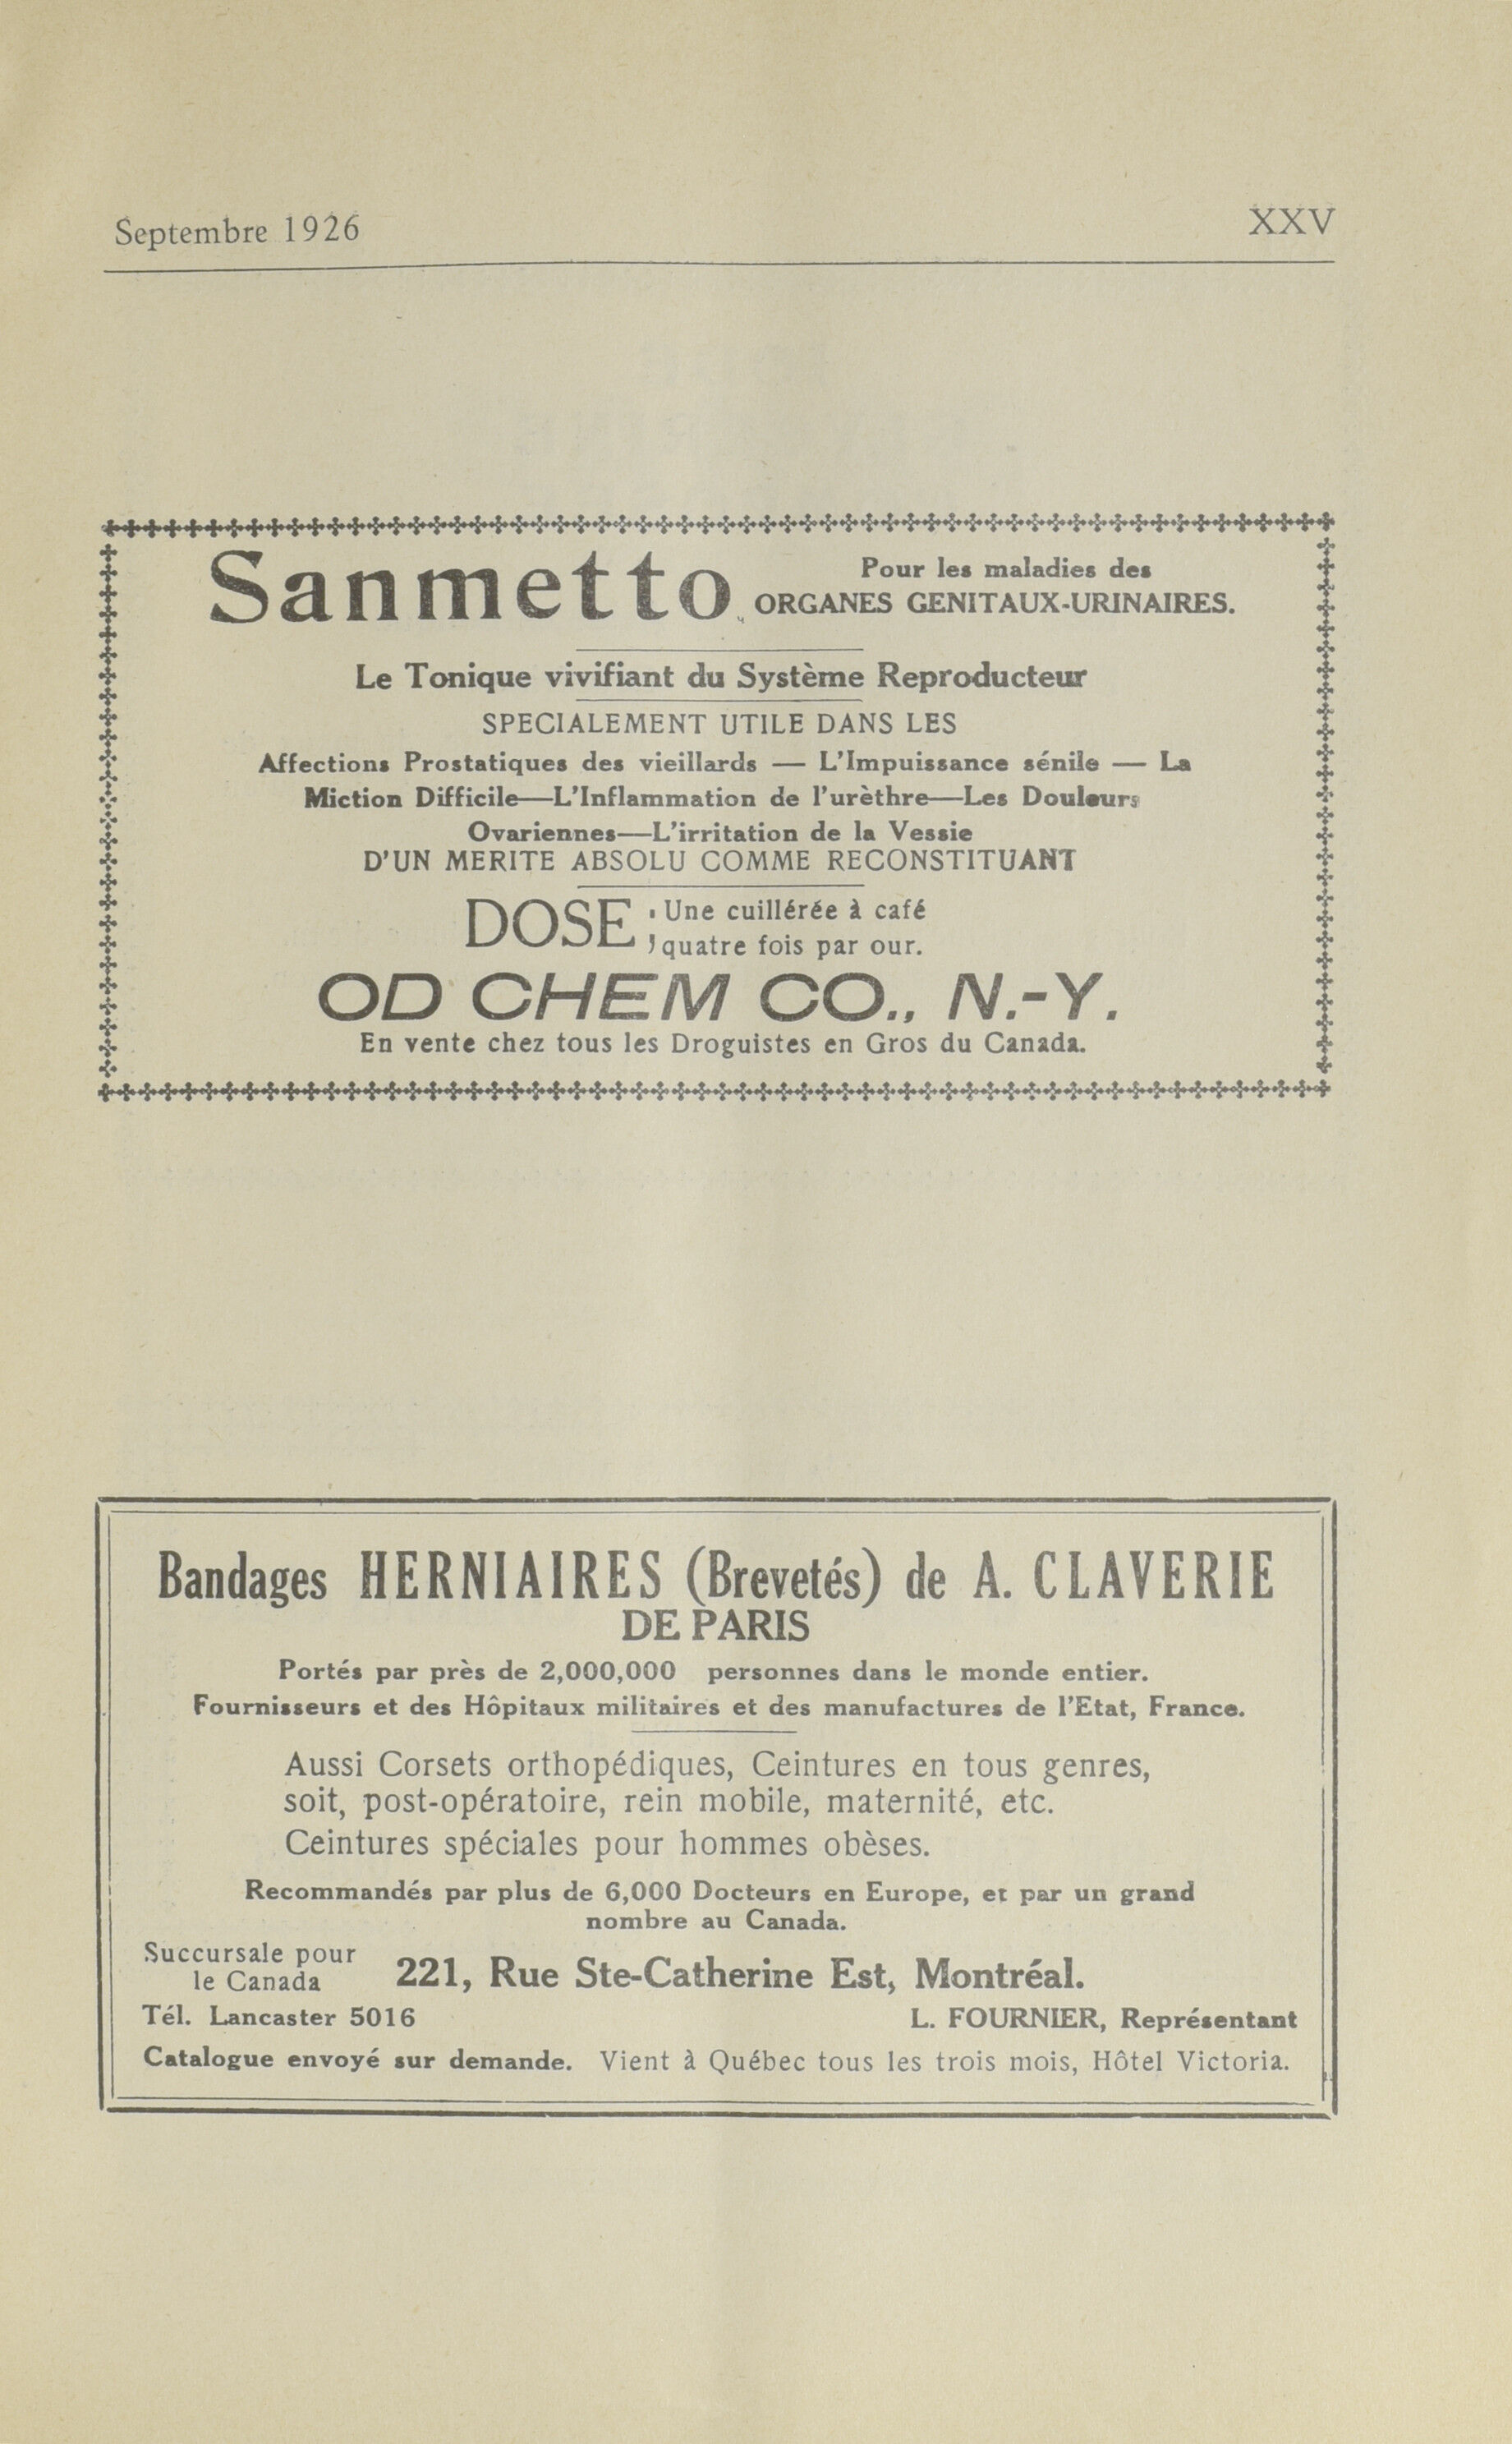 Septembre 1926
XXV
Sanmetto
Pour les maladies des
ORGANES GENITAUX-URINAIRES.
Le Tonique vivifiant du Système Reproducteur
SPECIALEMENT UTILE DANS LES
Affections Prostatiques des vieillards — L'Impuissance sénile — La
Miction Difficile—L'Inflammation de l'urèthre—Les Douleurs
Ovariennes—L'irritation de la Vessie
D'UN MERITE ABSOLU COMME RECONSTITUANT
DOSE
Une cuillérée à café
quatre fois par our.
OD CHEM CO., N.-Y.
En vente chez tous les Droguistes en Gros du Canada.
Bandages HERNIAIRES (Brevetés) de A. CLAVERIE
DE PARIS
Portés par près de 2,000,000 personnes dans le monde entier.
Fournisseurs et des Hôpitaux militaires et des manufactures de l'Etat, France.
Aussi Corsets orthopédiques, Ceintures en tous genres,
soit, post-opératoire, rein mobile, maternité, etc.
Ceintures spéciales pour hommes obèses.
Recommandés par plus de 6,000 Docteurs en Europe, et par un grand
nombre au Canada.
Succursale pour
le Canada
221, Rue Ste-Catherine Est, Montréal.
Tél. Lancaster 5016
L. FOURNIER, Représentant
Catalogue envoyé sur demande. Vient à Québec tous les trois mois, Hôtel Victoria.